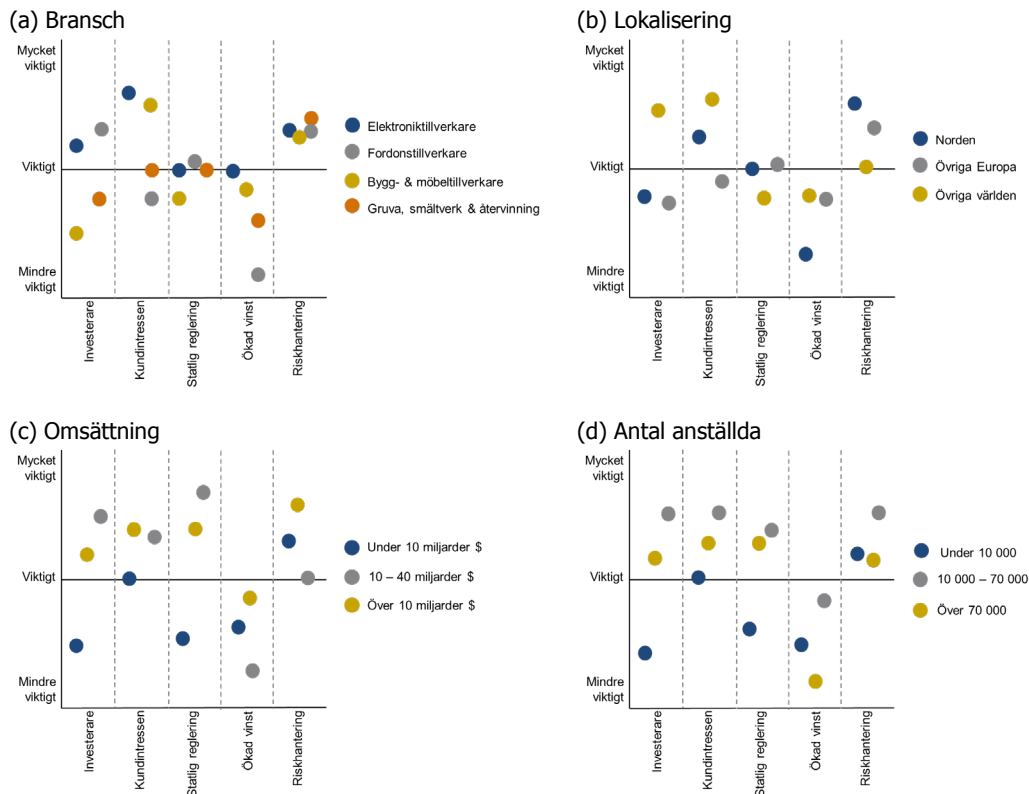 (a) Bransch
Mycket
viktigt
Viktigt
Mindre
viktigt
Investerare
Kundintressen
Statlig reglering
Ökad vinst
Riskhantering
Elektroniktillverkare
Fordonstillverkare
Bygg- & möbeltillverkare
Gruva, smältverk & återvinning
(b) Lokalisering
Mycket
viktigt
Viktigt
Mindre
viktigt
Investerare
Kundintressen
Statlig reglering
Ökad vinst
Riskhantering
Norden
Övriga Europa
Övriga världen
(c) Omsättning
Mycket
viktigt
Viktigt
Mindre
viktigt
Investerare
Kundintressen
Statlig reglering
Ökad vinst
Riskhantering
Under 10 miljarder $
10 – 40 miljarder $
Över 10 miljarder $
(d) Antal anställda
Mycket
viktigt
Viktigt
Mindre
viktigt
Investerare
Kundintressen
Statlig reglering
Ökad vinst
Riskhantering
Under 10 000
10 000 – 70 000
Över 70 000